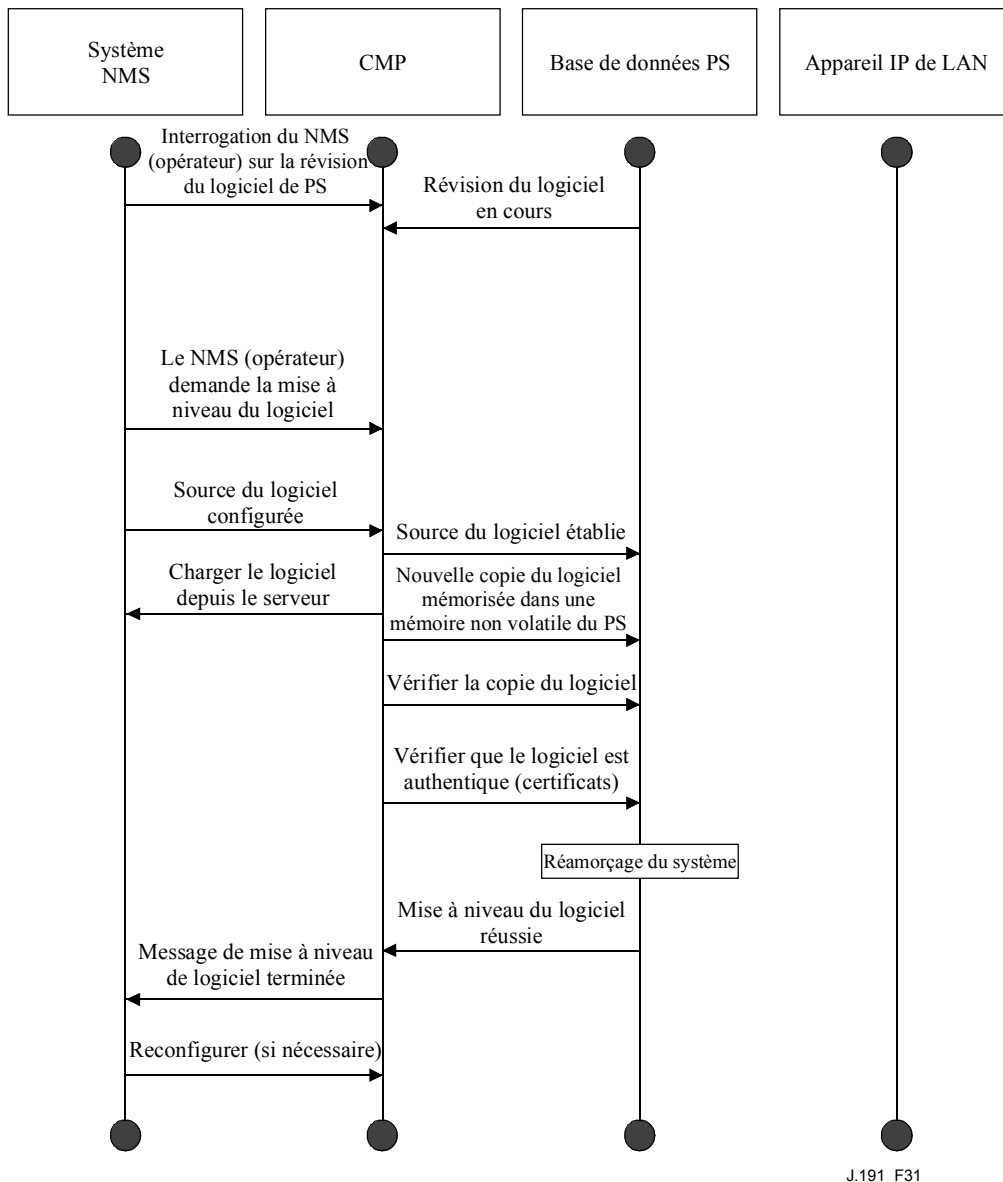 Système
NMS
CMP
Base de données PS
Appareil IP de LAN
Interrogation du NMS
(opérateur) sur la révision
du logiciel de PS
Révision du logiciel
en cours
Le NMS (opérateur)
demande la mise à
niveau du logiciel
Source du logiciel
configurée
Source du logiciel établie
Charger le logiciel
depuis le serveur
Nouvelle copie du logiciel
mémorisée dans une
mémoire non volatile du PS
Vérifier la copie du logiciel
Vérifier que le logiciel est
authentique (certificats)
Réamorçage du système
Mise à niveau du logiciel
réussie
Message de mise à niveau
de logiciel terminée
Reconfigurer (si nécessaire)
J.191_F31